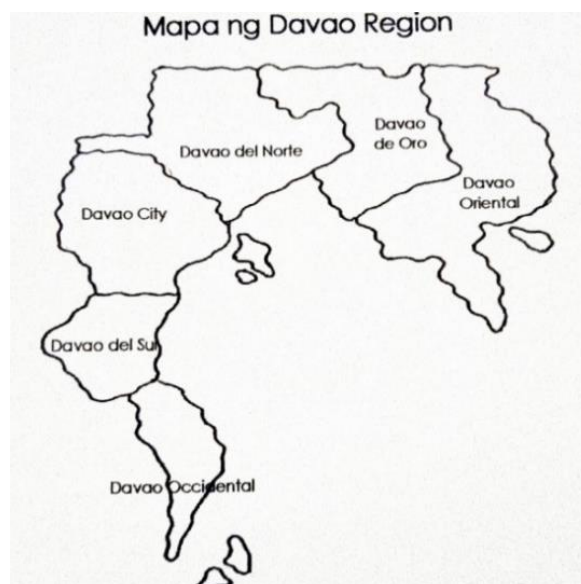 Mapa ng Davao Region
Davao
de Oro
Davao del Norte
Davao
Oriental
Davao City
Davao del Sur
Davao Occidental